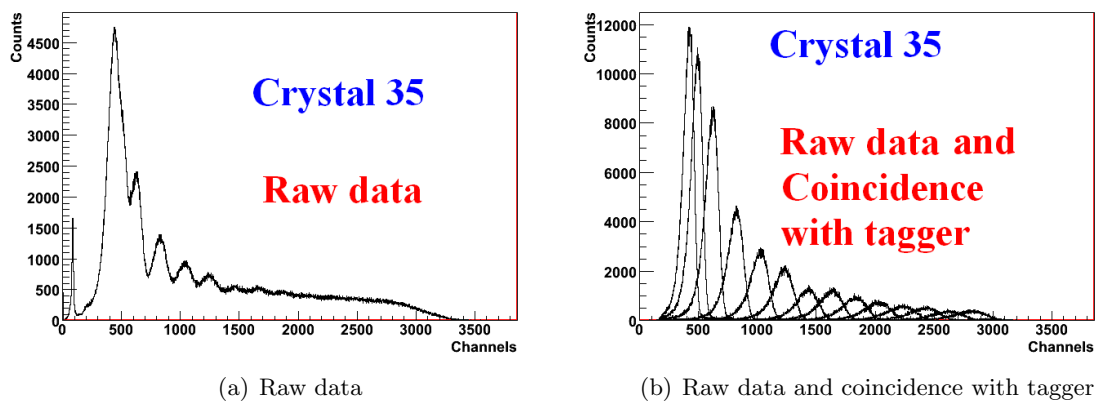 Counts
4500
4000
3500
3000
2500
2000
1500
1000
500
0
0 500 1000 1500 2000 2500 3000 3500
Channels
Crystal 35
Raw data
(a) Raw data
Counts
12000
10000
8000
6000
4000
2000
0
0 500 1000 1500 2000 2500 3000 3500
Channels
Crystal 35
Raw data and
Coincidence
with tagger
(b) Raw data and coincidence with tagger